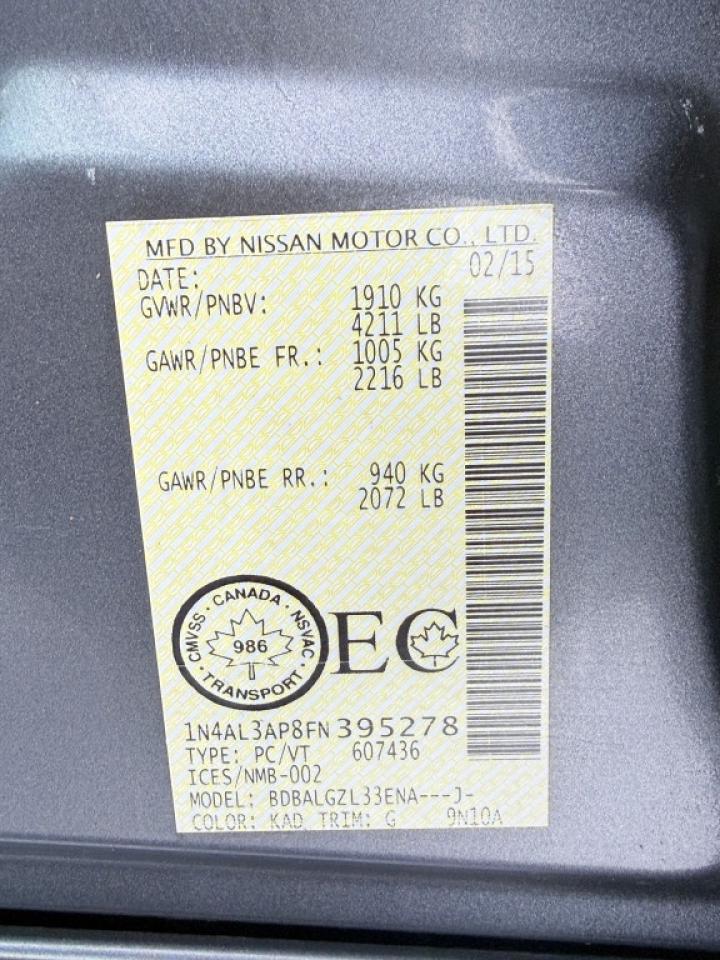 MFD BY NISSAN MOTOR CO., LTD.
DATE: 02/15
GVWR/PNBV: 1910 KG
4211 LB
GAWR/PNBE FR.: 1005 KG
2216 LB
GAWR/PNBE RR.: 940 KG
2072 LB
CMVSS · CANADA · NSVAC · TRANSPORT ·
986
EC
1N4AL3AP8FN 395278
TYPE: PC/VT 607436
ICES/NMB-002
MODEL: BDBALGZL33ENA---J-
COLOR: KAD TRIM: G 9N10A